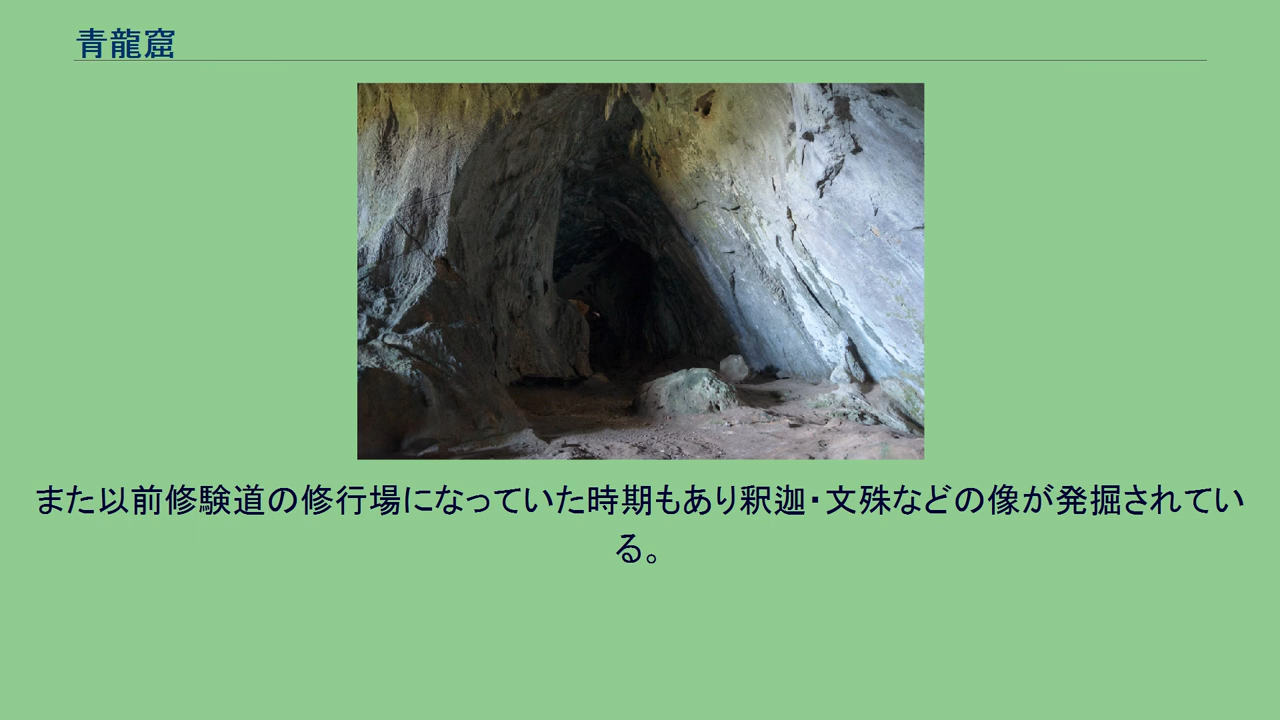 青龍窟
また以前修験道の修行場になっていた時期もあり釈迦・文殊などの像が発掘されてい
る。